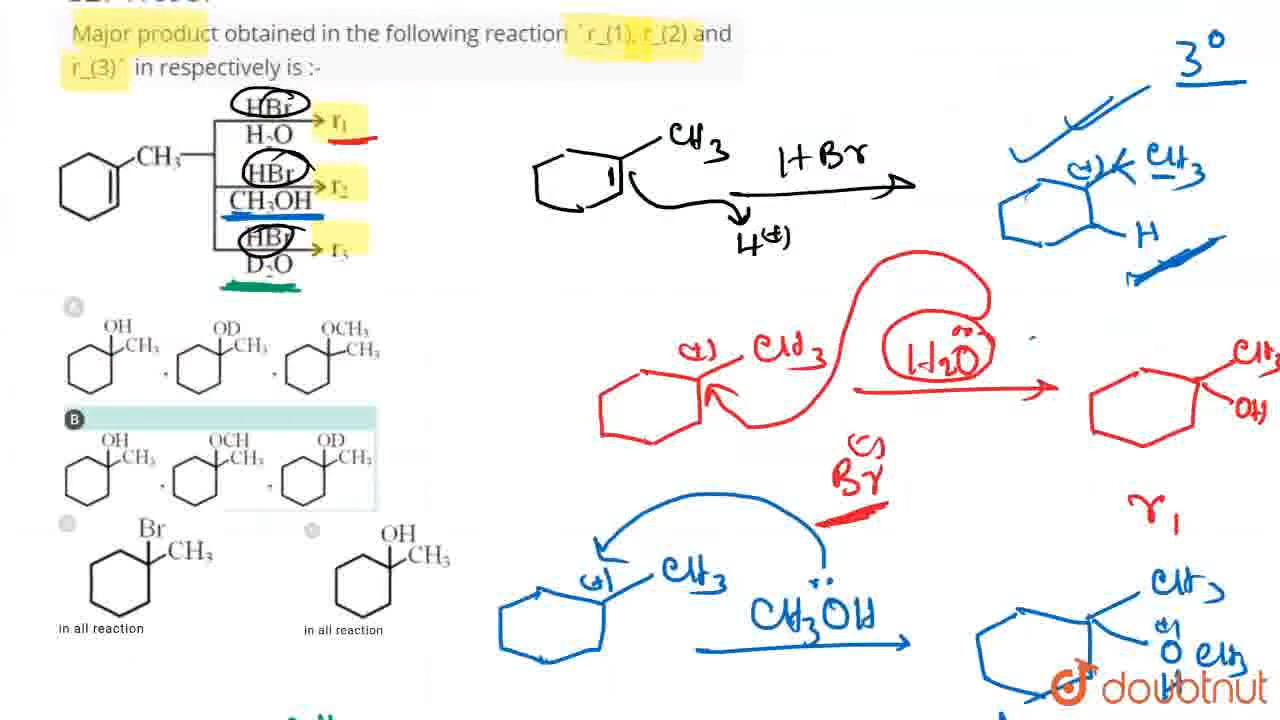 Major product obtained in the following reaction `r_(1), r_(2) and
r_(3)` in respectively is :-
HBr
H₂O
r₁
CH₃
HBr
CH₃OH
r₂
HBr
D₂O
r₃
CH₃
H+Br
H(+)
3°
(+)
CH₃
H
A
OH
CH₃
,
OD
CH₃
,
OCH₃
CH₃
(+)
CH₃
H₂O
CH₃
OH
Br
(-)
r₁
B
OH
CH₃
,
OCH
CH₃
,
OD
CH₃
Br
CH₃
in all reaction
OH
CH₃
in all reaction
(+)
CH₃
CH₃OH
CH₃
(+)
O CH₃
H
doubtnut